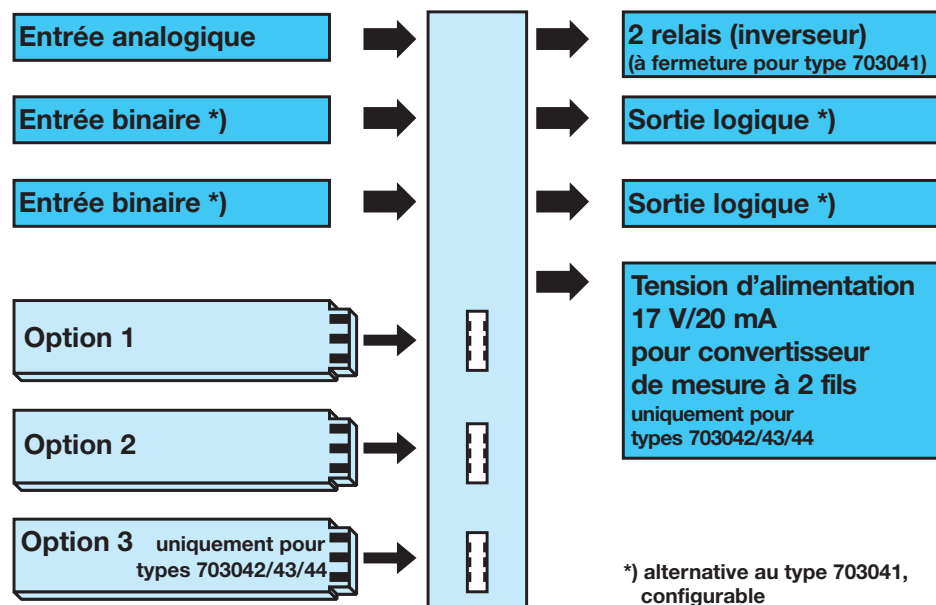 Entrée analogique
2 relais (inverseur)
(à fermeture pour type 703041)
Entrée binaire *)
Sortie logique *)
Entrée binaire *)
Sortie logique *)
Tension d’alimentation
17 V/20 mA
pour convertisseur
de mesure à 2 fils
uniquement pour
types 703042/43/44
Option 1
Option 2
Option 3 uniquement pour
types 703042/43/44
*) alternative au type 703041,
configurable